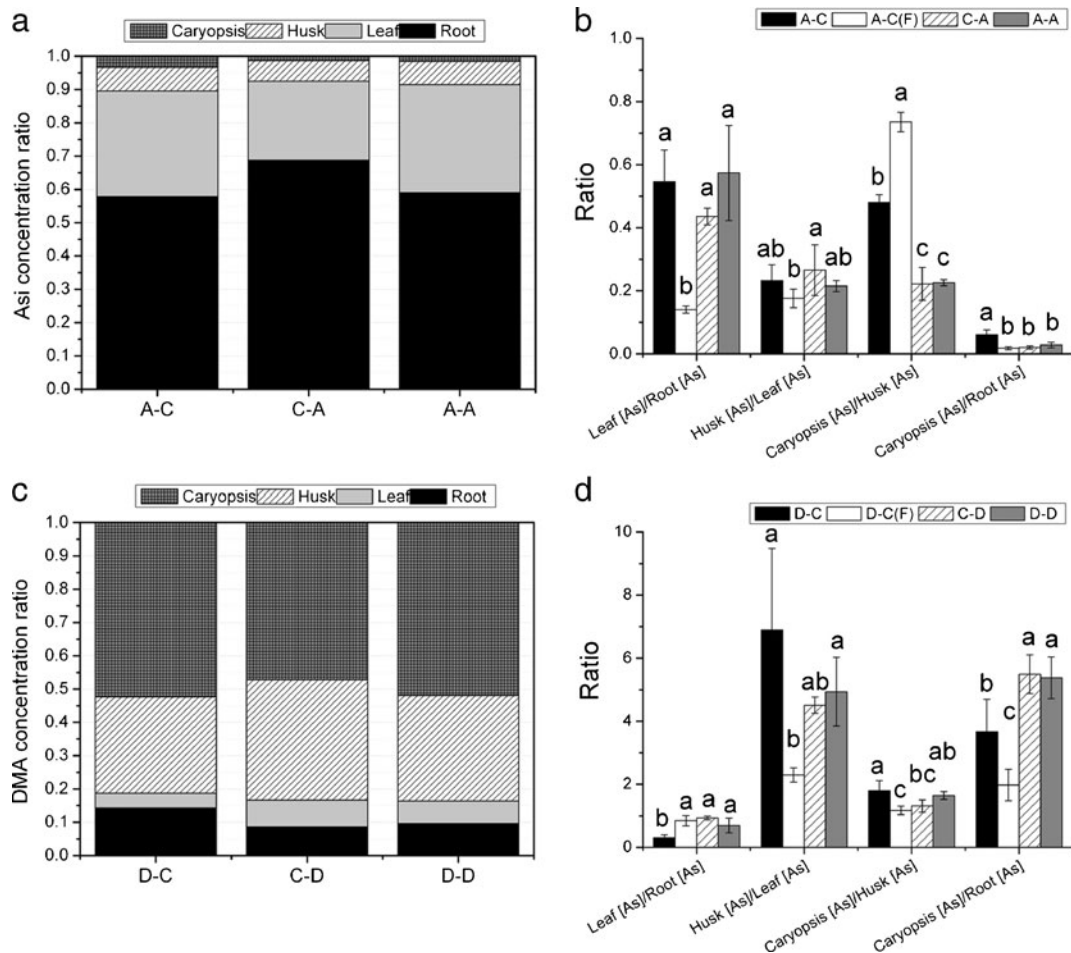 a
Caryopsis Husk Leaf Root
Asi concentration ratio
1.0
0.9
0.8
0.7
0.6
0.5
0.4
0.3
0.2
0.1
0.0
A-C C-A A-A
b
A-C A-C(F) C-A A-A
Ratio
1.0
0.8
0.6
0.4
0.2
0.0
a b a a
ab b a ab
b a c c
a b b b
Leaf [As]/Root [As]
Husk [As]/Leaf [As]
Caryopsis [As]/Husk [As]
Caryopsis [As]/Root [As]
c
Caryopsis Husk Leaf Root
DMA concentration ratio
1.0
0.9
0.8
0.7
0.6
0.5
0.4
0.3
0.2
0.1
0.0
D-C C-D D-D
d
D-C D-C(F) C-D D-D
Ratio
10
8
6
4
2
0
b a a a
a b ab a
a c bc ab
b c a a
Leaf [As]/Root [As]
Husk [As]/Leaf [As]
Caryopsis [As]/Husk [As]
Caryopsis [As]/Root [As]